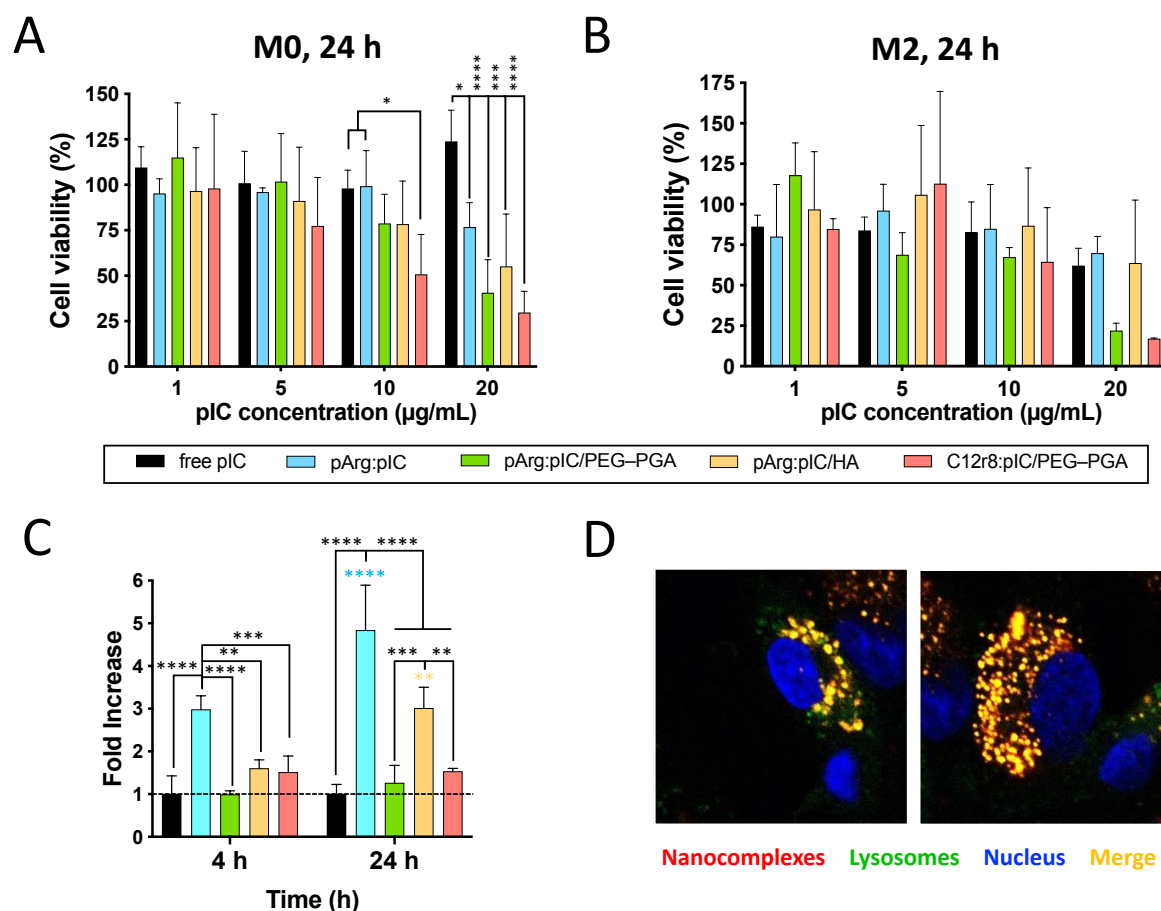 A
M0, 24 h
Cell viability (%)
150
125
100
75
50
25
0
*
*
****
***
****
1 5 10 20
pIC concentration (µg/mL)
B
M2, 24 h
Cell viability (%)
175
150
125
100
75
50
25
0
1 5 10 20
pIC concentration (µg/mL)
free pIC pArg:pIC pArg:pIC/PEG–PGA pArg:pIC/HA C12r8:pIC/PEG–PGA
C
Fold Increase
6
5
4
3
2
1
0
**** ****
****
***
**
**** ****
*** **
**
4 h 24 h
Time (h)
D
Nanocomplexes Lysosomes Nucleus Merge